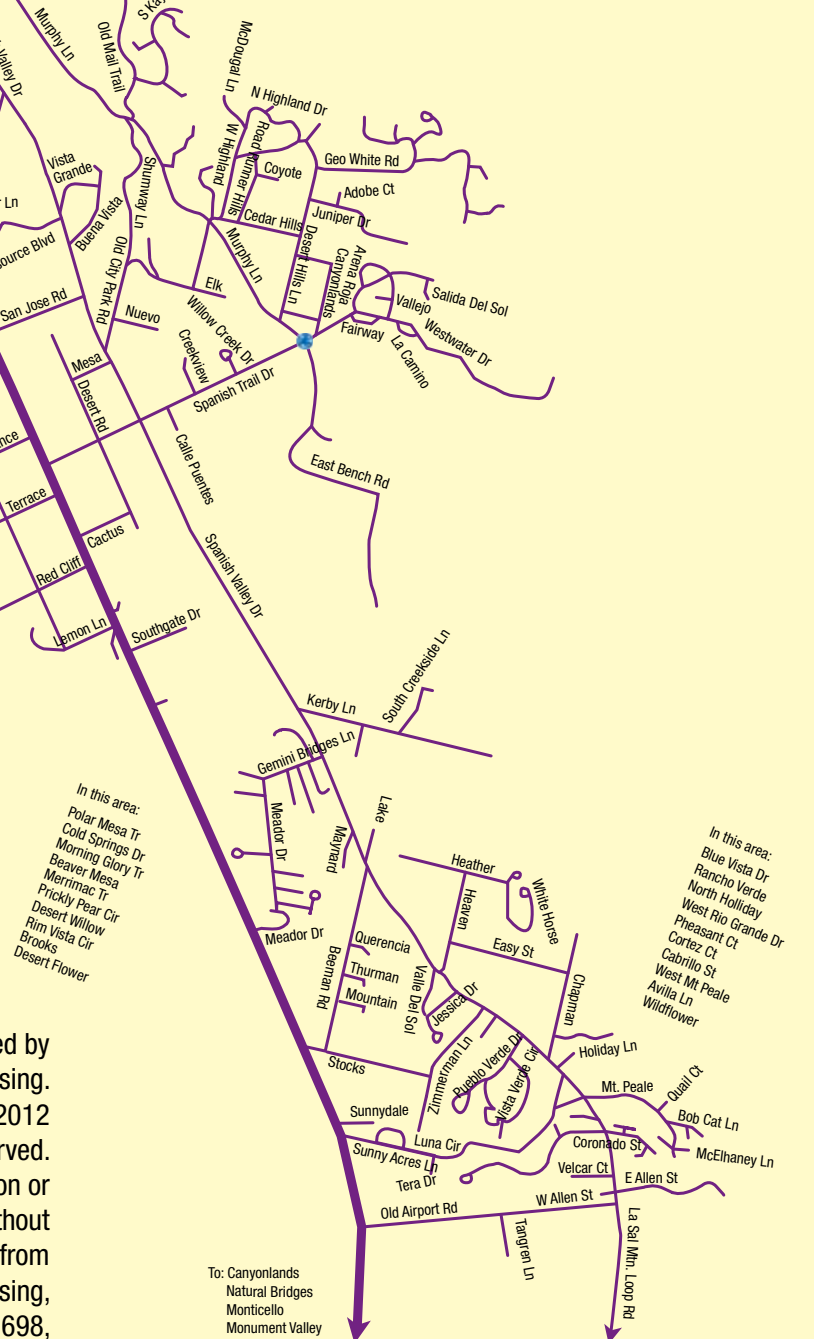 Murphy Ln
Old Mail Trail
S Kay
Valley Dr
McDougal Ln
N Highland Dr
W Highland
Road Runner Hills
Coyote
Geo White Rd
Adobe Ct
Juniper Dr
Cedar Hills
Vista
Grande
Buena Vista
Shumway Ln
Ln
ource Blvd
San Jose Rd
Old City Park Rd
Murphy Ln
Desert Hills Ln
Canyonlands
Arena Roja
Elk
Nuevo
Willow Creek Dr
Creekview
Vallejo
Salida Del Sol
Fairway
La Camino
Westwater Dr
Mesa
Desert Rd
Spanish Trail Dr
nce
Calle Puentes
East Bench Rd
Terrace
Cactus
Red Cliff
Spanish Valley Dr
Lemon Ln
Southgate Dr
Kerby Ln
South Creekside Ln
Gemini Bridges Ln
Meador Dr
Maynard
Lake
In this area:
Polar Mesa Tr
Cold Springs Dr
Morning Glory Tr
Beaver Mesa
Merrimac Tr
Prickly Pear Cir
Desert Willow
Rim Vista Cir
Brooks
Desert Flower
In this area:
Blue Vista Dr
Rancho Verde
North Holliday
West Rio Grande Dr
Pheasant Ct
Cortez Ct
Cabrillo St
West Mt Peale
Avilla Ln
Wildflower
Heather
White Horse
Heaven
Easy St
Meador Dr
Querencia
Thurman
Mountain
Beeman Rd
Valle Del Sol
Jessica Dr
Chapman
Stocks
Zimmerman Ln
Pueblo Verde Dr
Vista Verde Cir
Holiday Ln
Mt. Peale
Quail Ct
Bob Cat Ln
McElhaney Ln
Sunnydale
Luna Cir
Sunny Acres Ln
Tera Dr
Coronado St
Velcar Ct
E Allen St
W Allen St
Old Airport Rd
Tangren Ln
La Sal Mtn. Loop Rd
ed by
sing.
2012
rved.
on or
thout
from
sing,
698,
To: Canyonlands
Natural Bridges
Monticello
Monument Valley